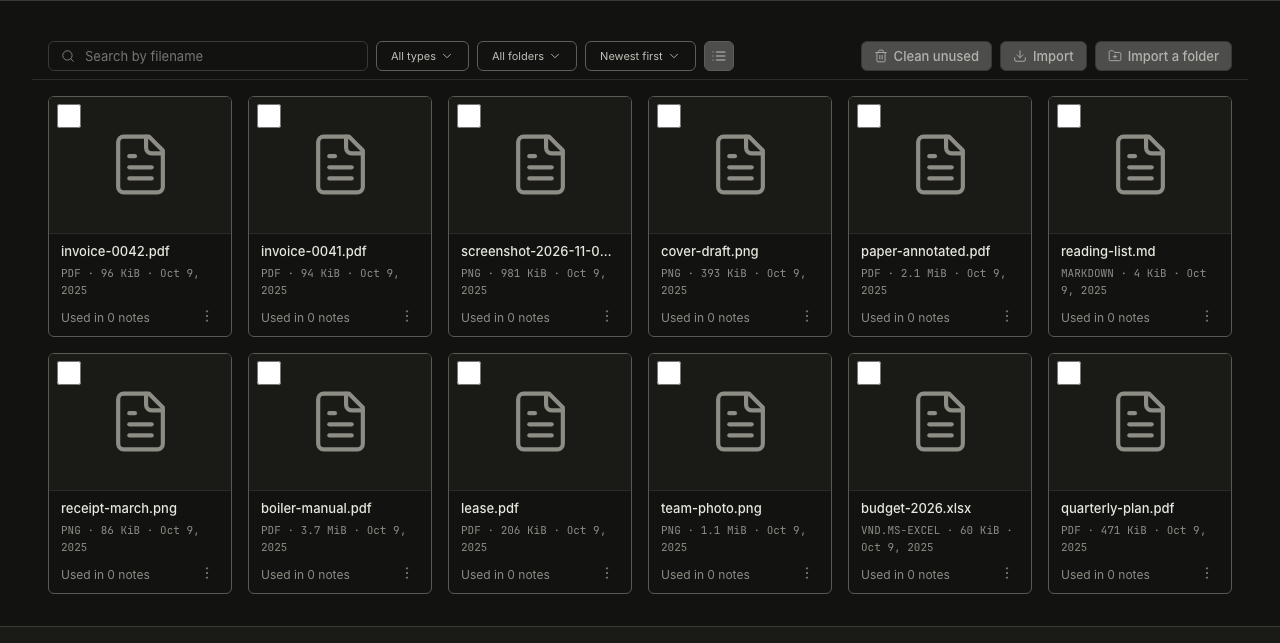 Search by filename
All types
All folders
Newest first
Clean unused
Import
Import a folder
invoice-0042.pdf
PDF · 96 KiB · Oct 9,
2025
Used in 0 notes
invoice-0041.pdf
PDF · 94 KiB · Oct 9,
2025
Used in 0 notes
screenshot-2026-11-0...
PNG · 981 KiB · Oct 9,
2025
Used in 0 notes
cover-draft.png
PNG · 393 KiB · Oct 9,
2025
Used in 0 notes
paper-annotated.pdf
PDF · 2.1 MiB · Oct 9,
2025
Used in 0 notes
reading-list.md
MARKDOWN · 4 KiB · Oct
9, 2025
Used in 0 notes
receipt-march.png
PNG · 86 KiB · Oct 9,
2025
Used in 0 notes
boiler-manual.pdf
PDF · 3.7 MiB · Oct 9,
2025
Used in 0 notes
lease.pdf
PDF · 206 KiB · Oct 9,
2025
Used in 0 notes
team-photo.png
PNG · 1.1 MiB · Oct 9,
2025
Used in 0 notes
budget-2026.xlsx
VND.MS-EXCEL · 60 KiB ·
Oct 9, 2025
Used in 0 notes
quarterly-plan.pdf
PDF · 471 KiB · Oct 9,
2025
Used in 0 notes